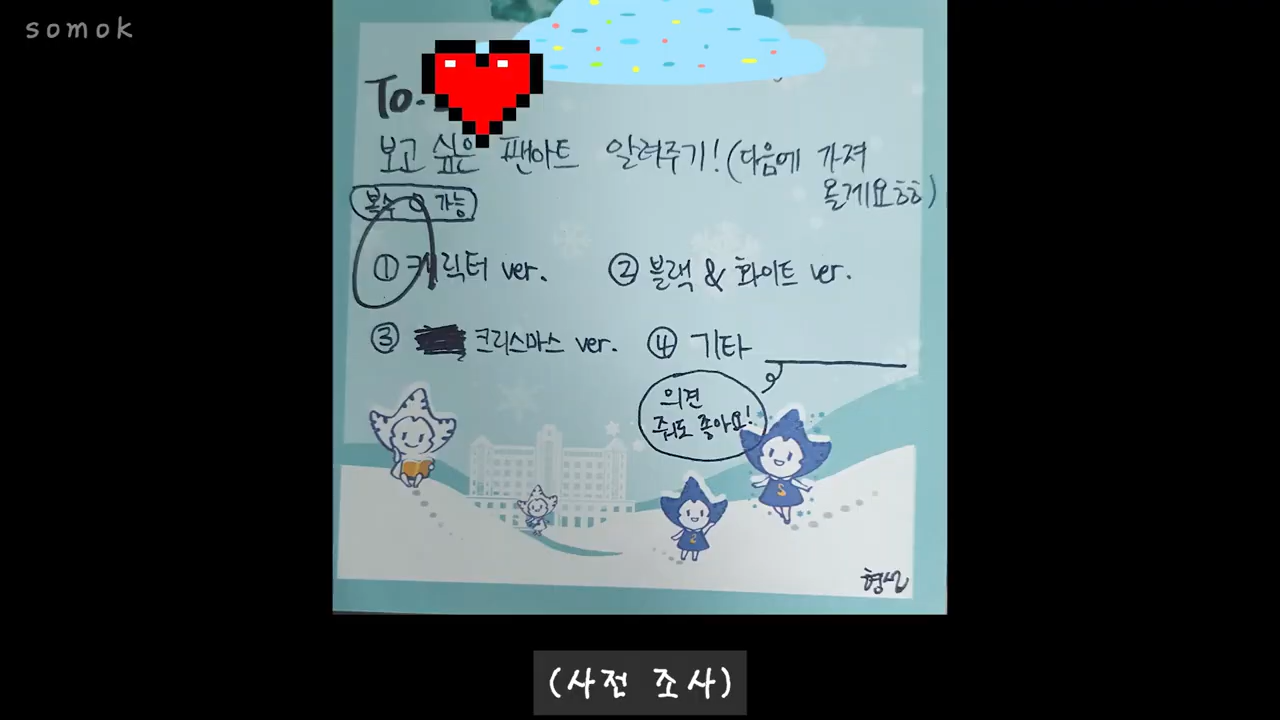 somok
To.
보고 싶은 팬아트 알려주기! (다음에 가져
올게요ㅎㅎ)
복수 O 가능
① 캐릭터 ver. ② 블랙 & 화이트 ver.
③ 크리스마스 ver. ④ 기타
의견
줘도 좋아요!
(사전 조사)